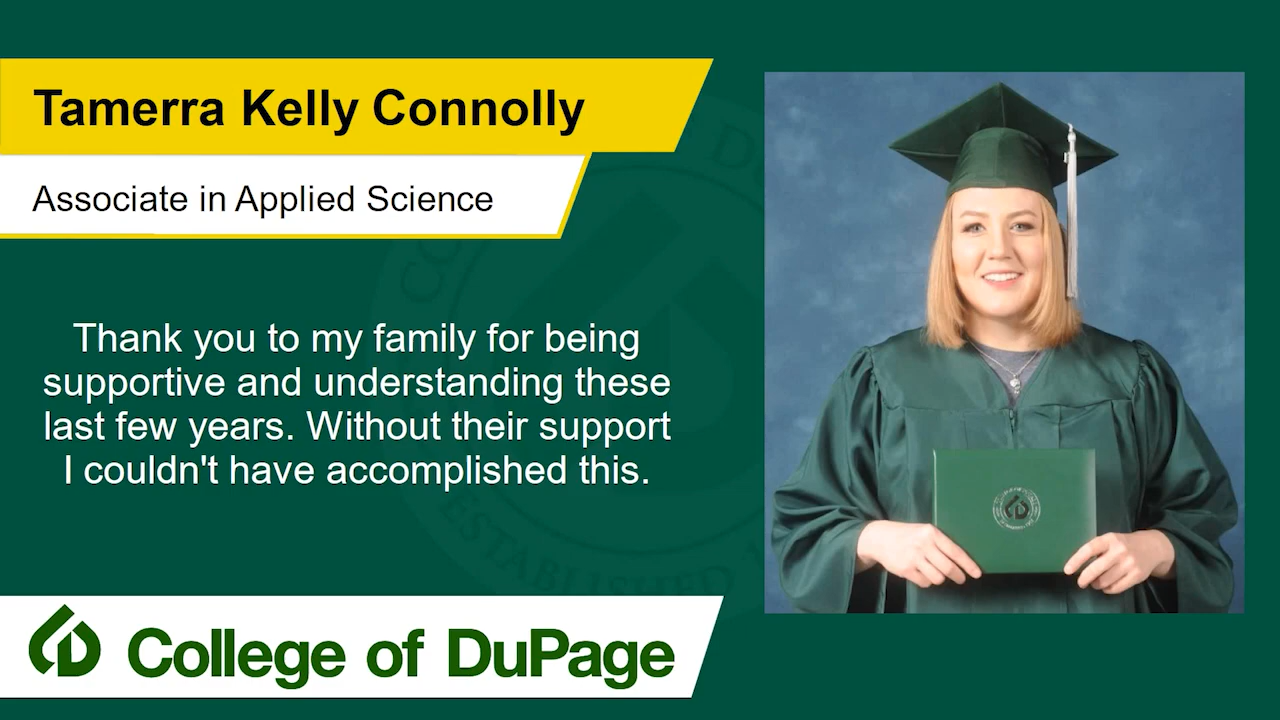 Tamerra Kelly Connolly
Associate in Applied Science
Thank you to my family for being
supportive and understanding these
last few years. Without their support
I couldn't have accomplished this.
College of DuPage